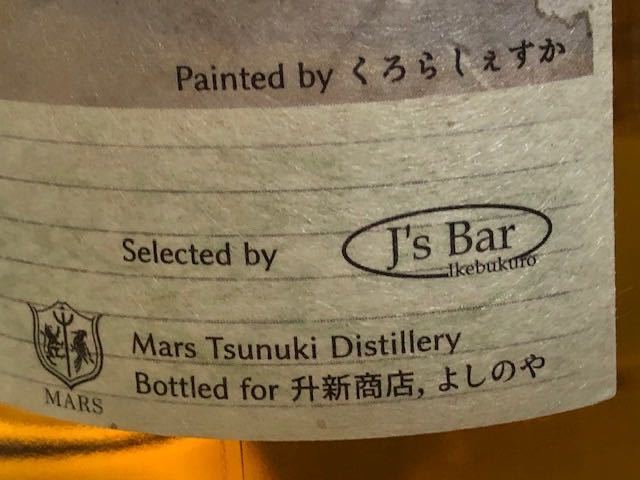 Painted by くろらしぇすか
Selected by J's Bar
Ikebukuro
Mars Tsunuki Distillery
MARS
Bottled for 升新商店, よしのや